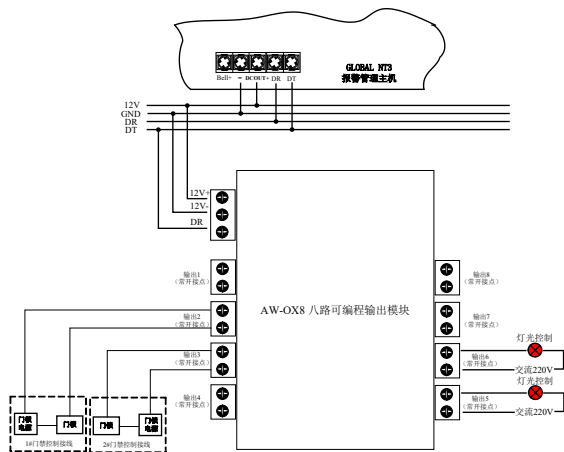 GLOBAL NT3
报警管理主机
Bell+ - DCOUT+ DR DT
12V
GND
DR
DT
12V+
12V-
DR
AW-OX8 八路可编程输出模块
输出1
(常开接点)
输出2
(常开接点)
输出3
(常开接点)
输出4
(常开接点)
输出8
(常开接点)
输出7
(常开接点)
输出6
(常开接点)
输出5
(常开接点)
灯光控制
交流220V
灯光控制
交流220V
门锁
电源
门锁
1#门禁控制接线
门锁
门锁
电源
2#门禁控制接线